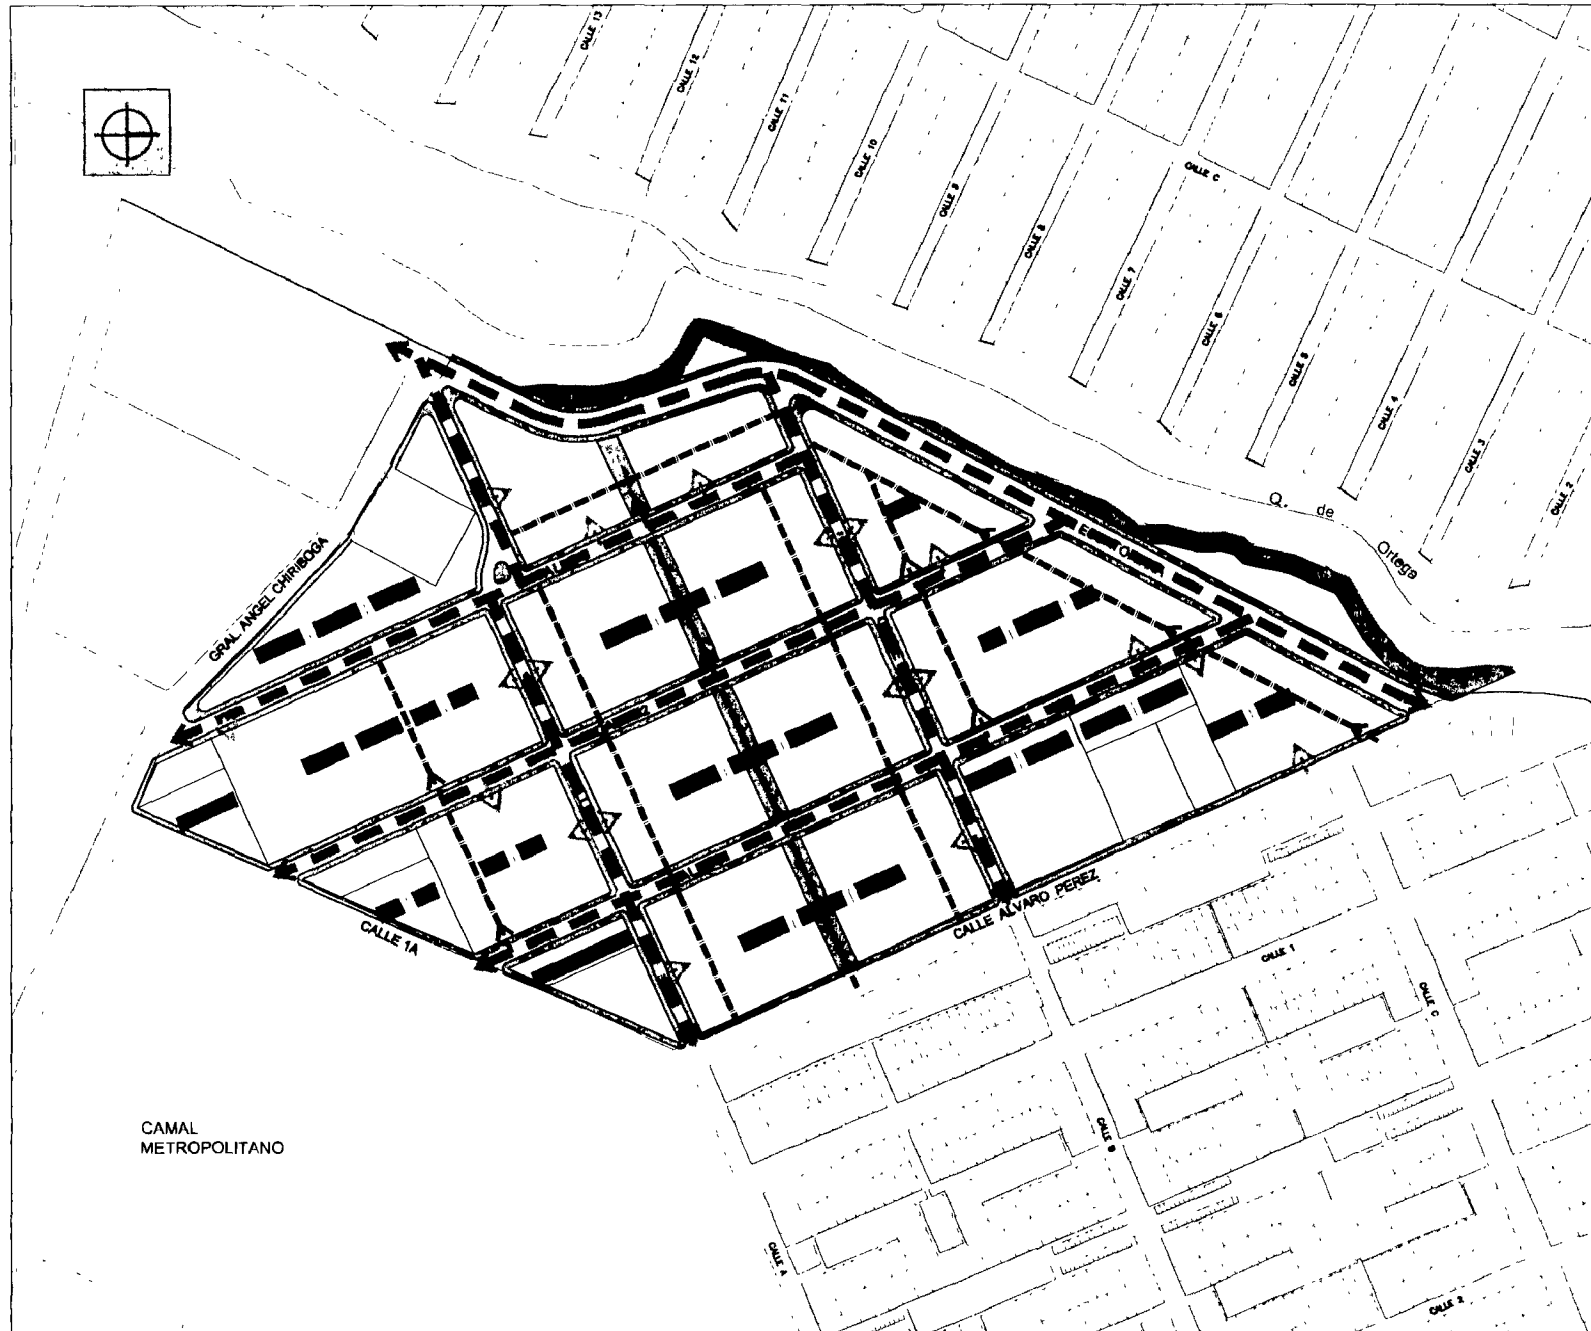 CALLE 13
CALLE 12
CALLE 11
CALLE 10
CALLE 9
CALLE 8
CALLE 7
CALLE 6
CALLE 5
CALLE 4
CALLE 3
CALLE 2
CALLE C
Q. de Ortega
GRAL. ANGEL CHIRIBOGA
CALLE 1A
CALLE ALVARO PEREZ
CALLE 1
CALLE C
CALLE B
CALLE A
CALLE 2
CAMAL
METROPOLITANO